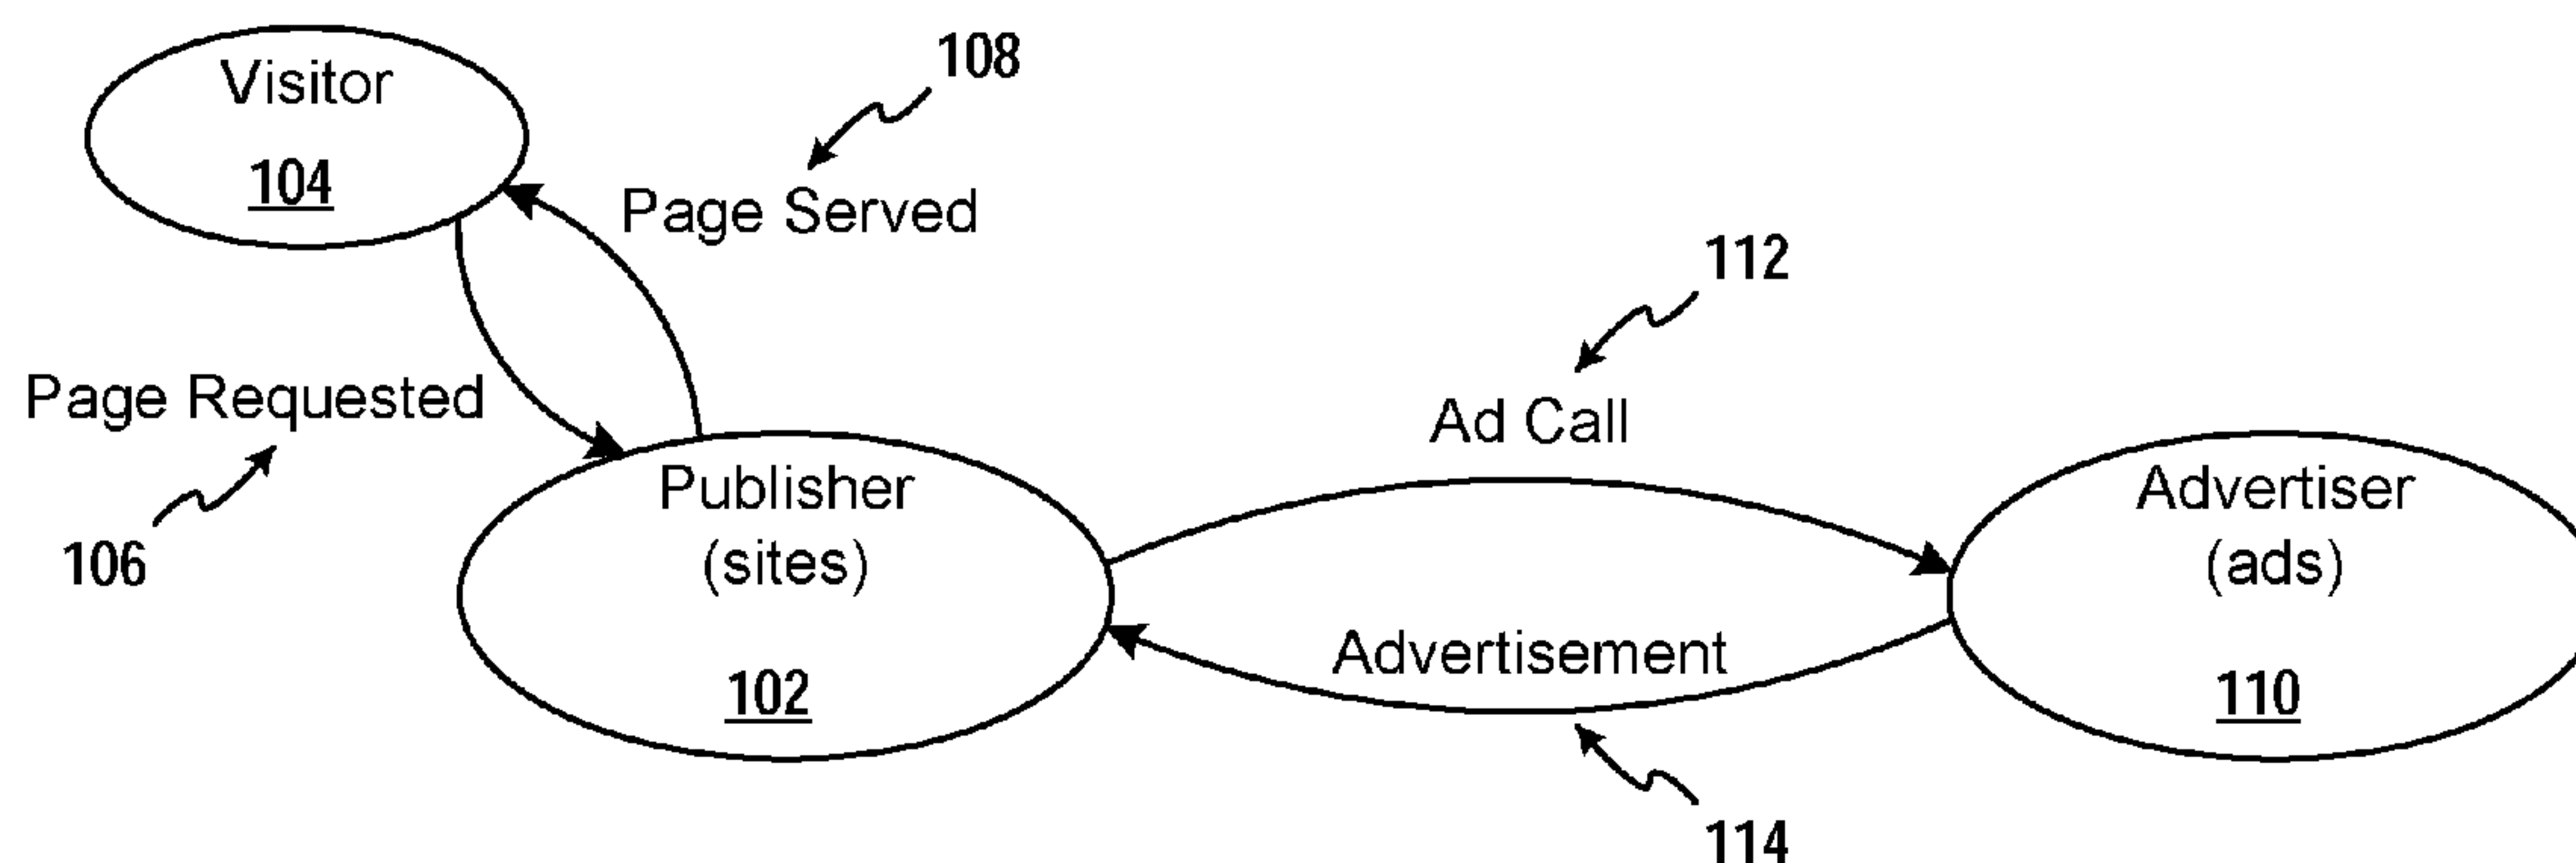 Visitor
104
108
Page Served
Page Requested
106
112
Ad Call
Publisher
(sites)
102
Advertisement
114
Advertiser
(ads)
110